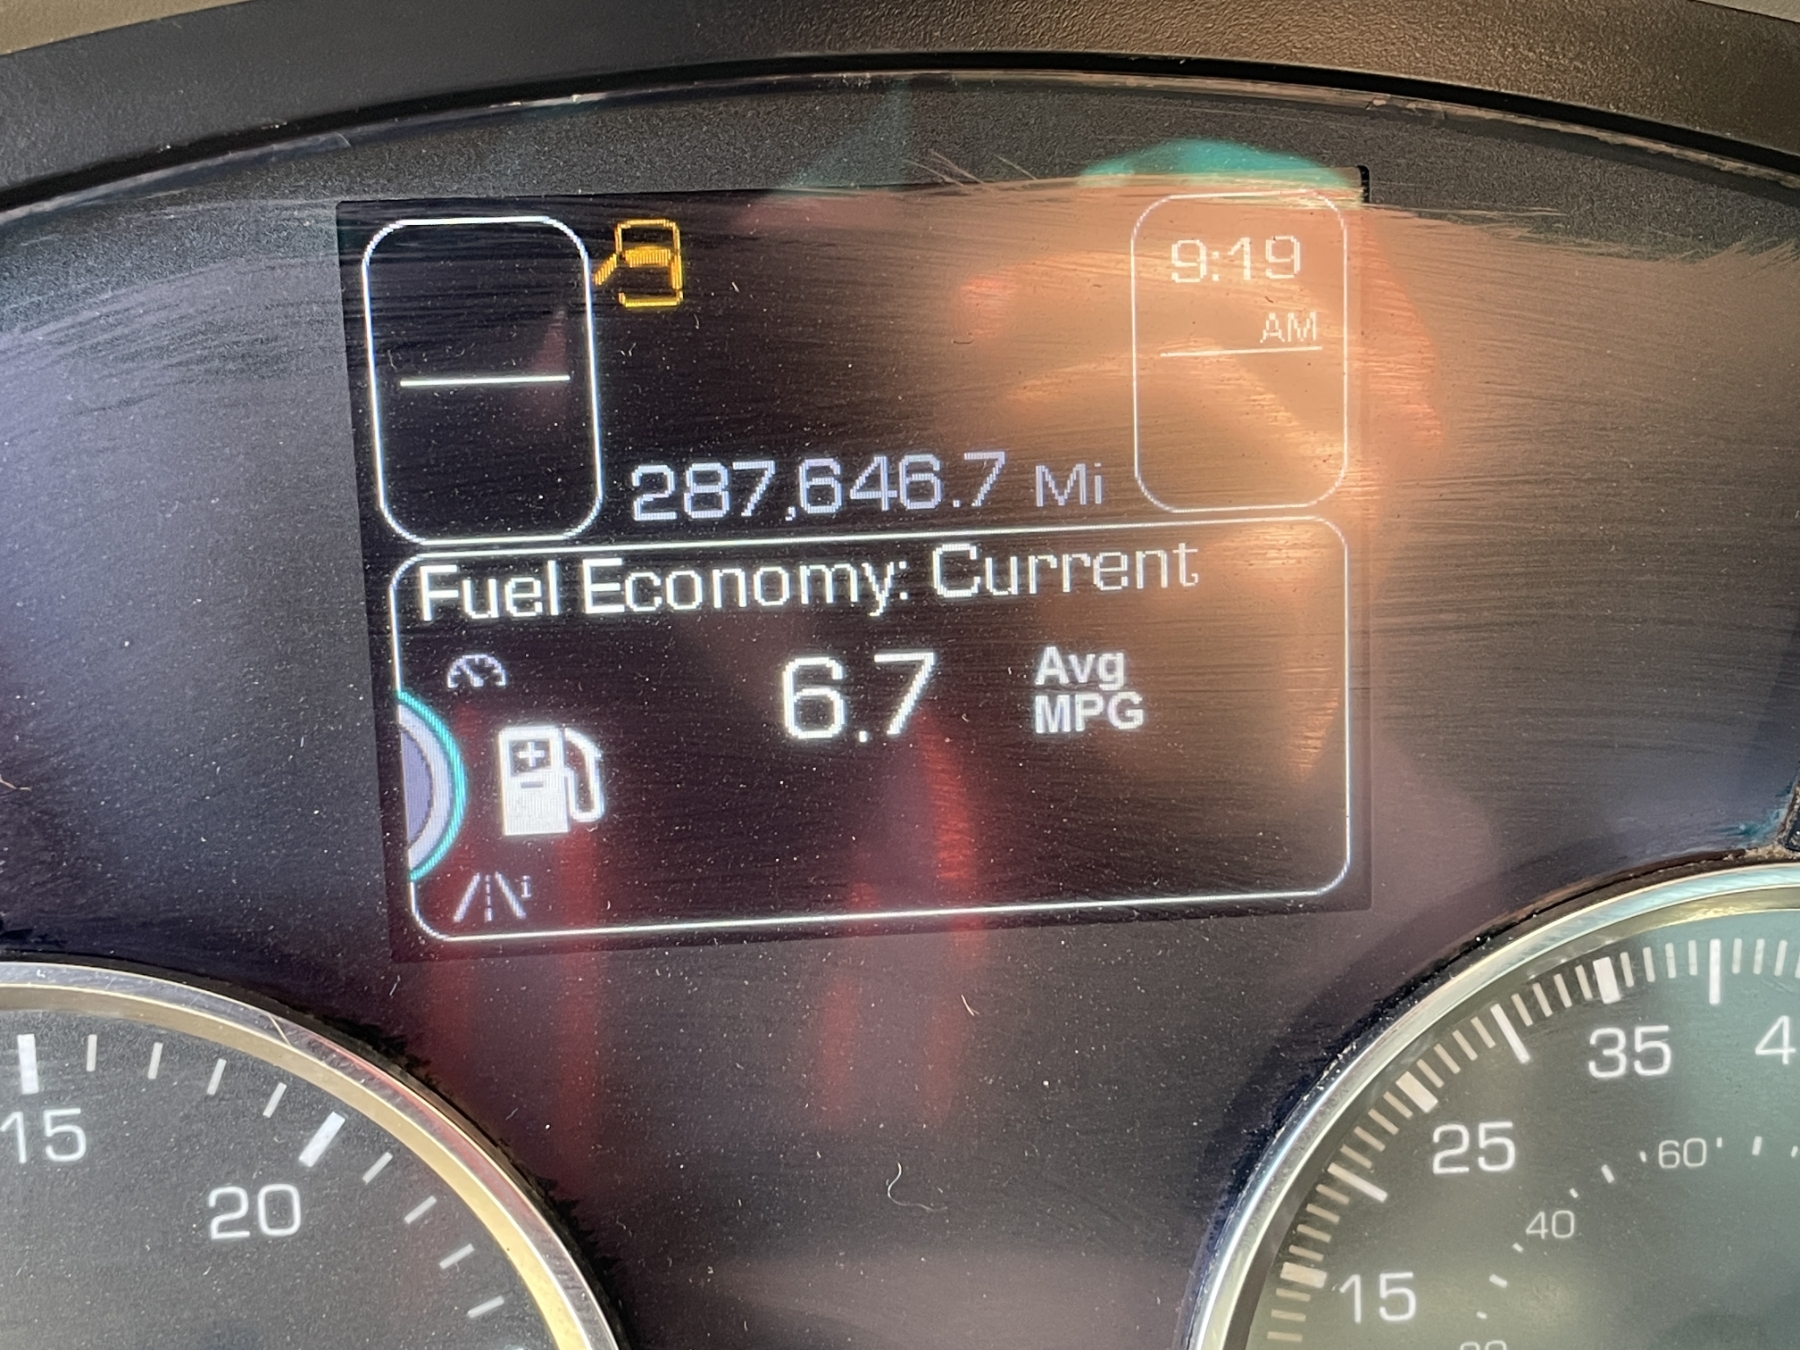 9:19
AM
287,646.7 Mi
Fuel Economy: Current
6.7 Avg
MPG
i
15
20
15
25
35
40
60